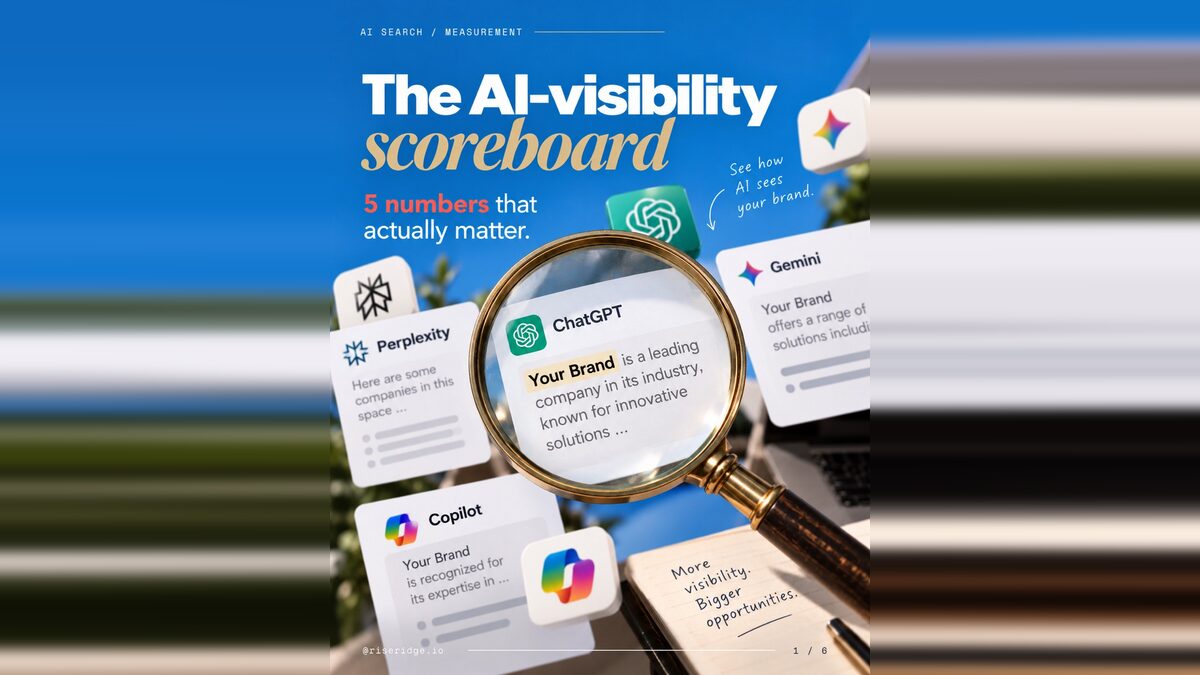 AI SEARCH / MEASUREMENT
The AI-visibility
scoreboard
5 numbers that
actually matter.
See how
AI sees
your brand.
Perplexity
Here are some
companies in this
space ...
ChatGPT
Your Brand is a leading
company in its industry,
known for innovative
solutions ...
Gemini
Your Brand
offers a range of
solutions includi
Copilot
Your Brand
is recognized for
its expertise in ...
More
visibility.
Bigger
opportunities.
@riseridge.io
1 / 6